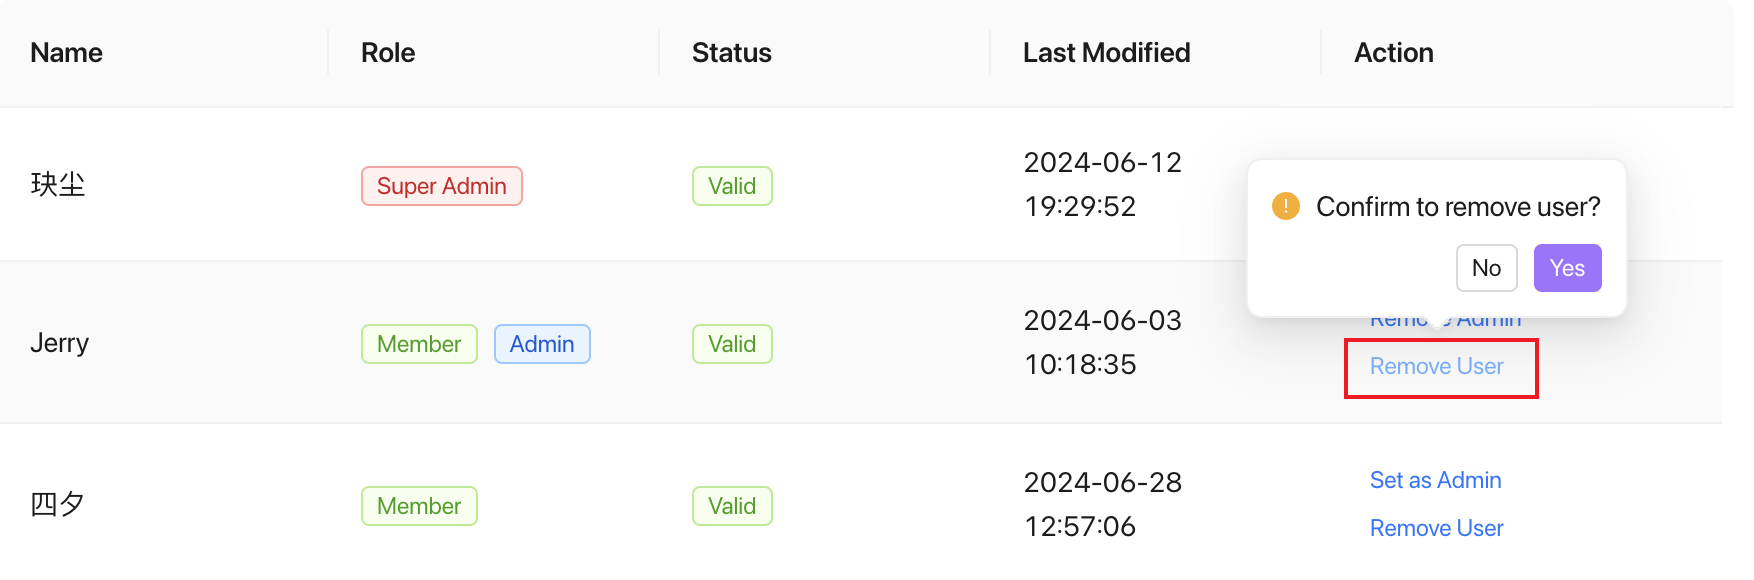 Name Role Status Last Modified Action
玦尘 Super Admin Valid 2024-06-12 19:29:52
Confirm to remove user?
No Yes
Jerry Member Admin Valid 2024-06-03 10:18:35
Remove Admin
Remove User
四夕 Member Valid 2024-06-28 12:57:06
Set as Admin
Remove User